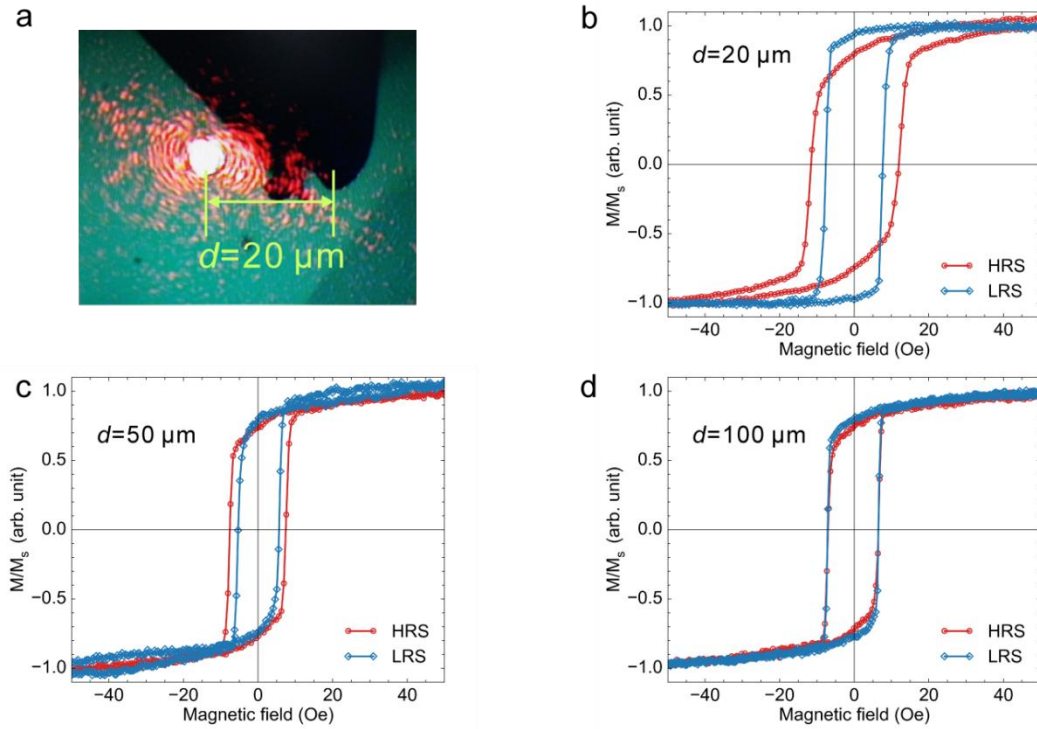 a
d=20 μm
b
1.0
0.5
0.0
−0.5
−1.0
M/Ms (arb. unit)
d=20 μm
HRS
LRS
−40 −20 0 20 40
Magnetic field (Oe)
c
1.0
0.5
0.0
−0.5
−1.0
M/Ms (arb. unit)
d=50 μm
HRS
LRS
−40 −20 0 20 40
Magnetic field (Oe)
d
1.0
0.5
0.0
−0.5
−1.0
M/Ms (arb. unit)
d=100 μm
HRS
LRS
−40 −20 0 20 40
Magnetic field (Oe)